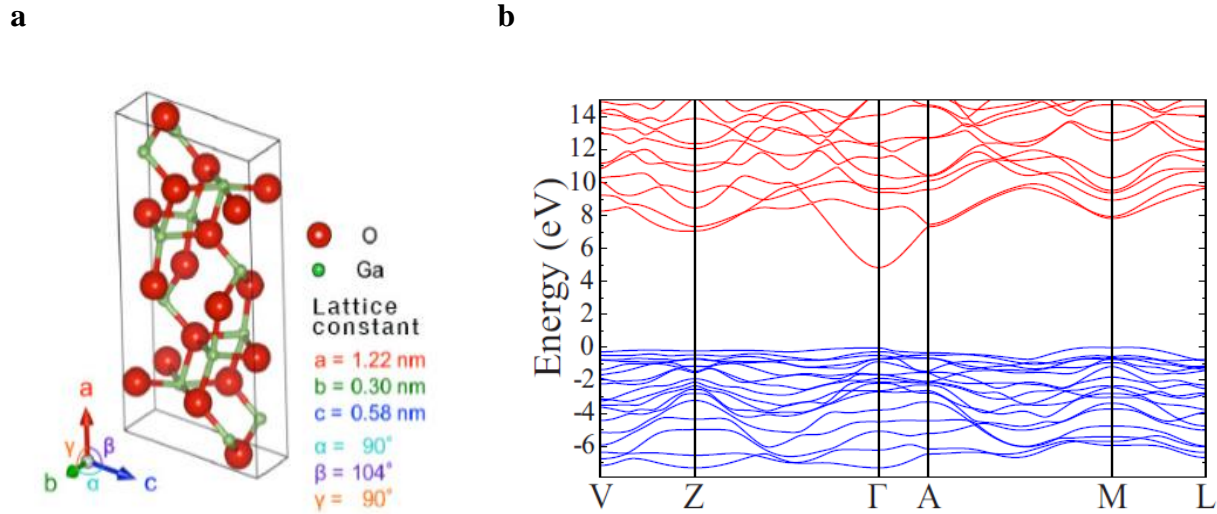 a
b
O
Ga
Lattice
constant
a = 1.22 nm
b = 0.30 nm
c = 0.58 nm
α = 90°
β = 104°
γ = 90°
a
γ β
b α c
Energy (eV)
14
12
10
8
6
4
2
0
-2
-4
-6
V Z Γ A M L